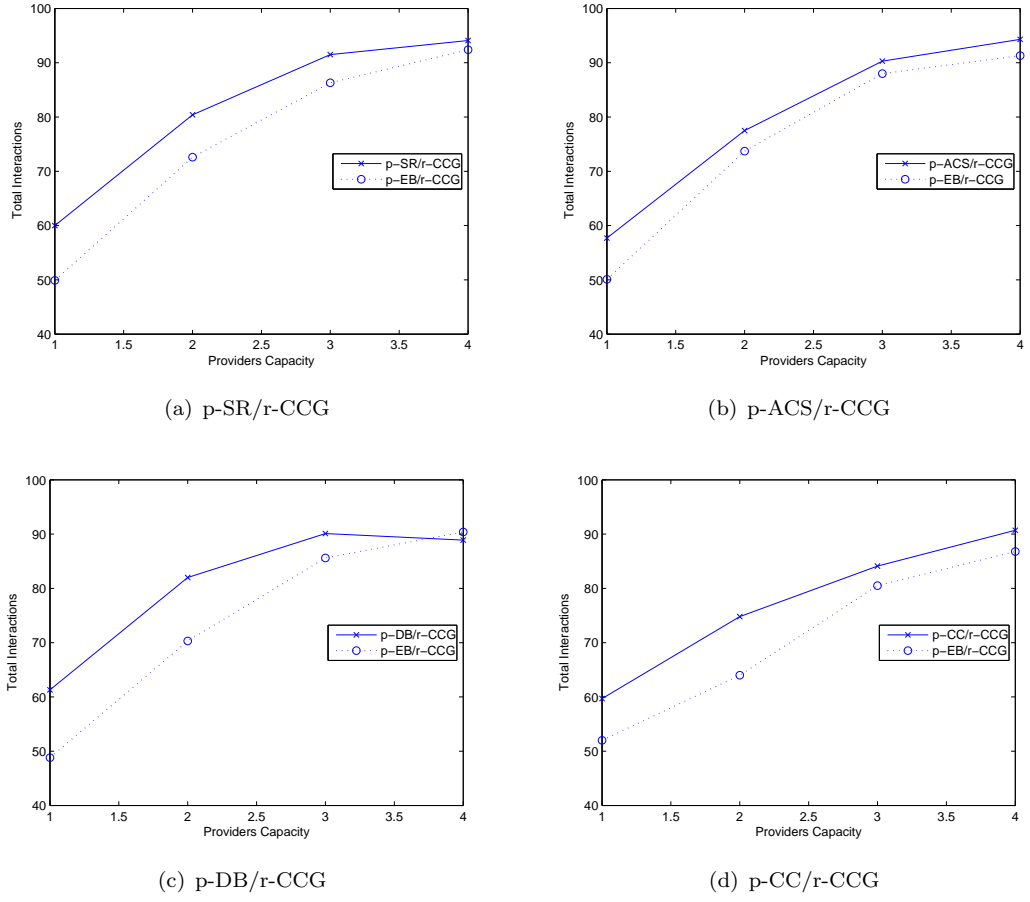 100
90
80
70
60
50
40
Total Interactions
p−SR/r−CCG
p−EB/r−CCG
1 1.5 2 2.5 3 3.5 4
Providers Capacity
(a) p-SR/r-CCG
100
90
80
70
60
50
40
Total Interactions
p−ACS/r−CCG
p−EB/r−CCG
1 1.5 2 2.5 3 3.5 4
Providers Capacity
(b) p-ACS/r-CCG
100
90
80
70
60
50
40
Total Interactions
p−DB/r−CCG
p−EB/r−CCG
1 1.5 2 2.5 3 3.5 4
Providers Capacity
(c) p-DB/r-CCG
100
90
80
70
60
50
40
Total Interactions
p−CC/r−CCG
p−EB/r−CCG
1 1.5 2 2.5 3 3.5 4
Providers Capacity
(d) p-CC/r-CCG